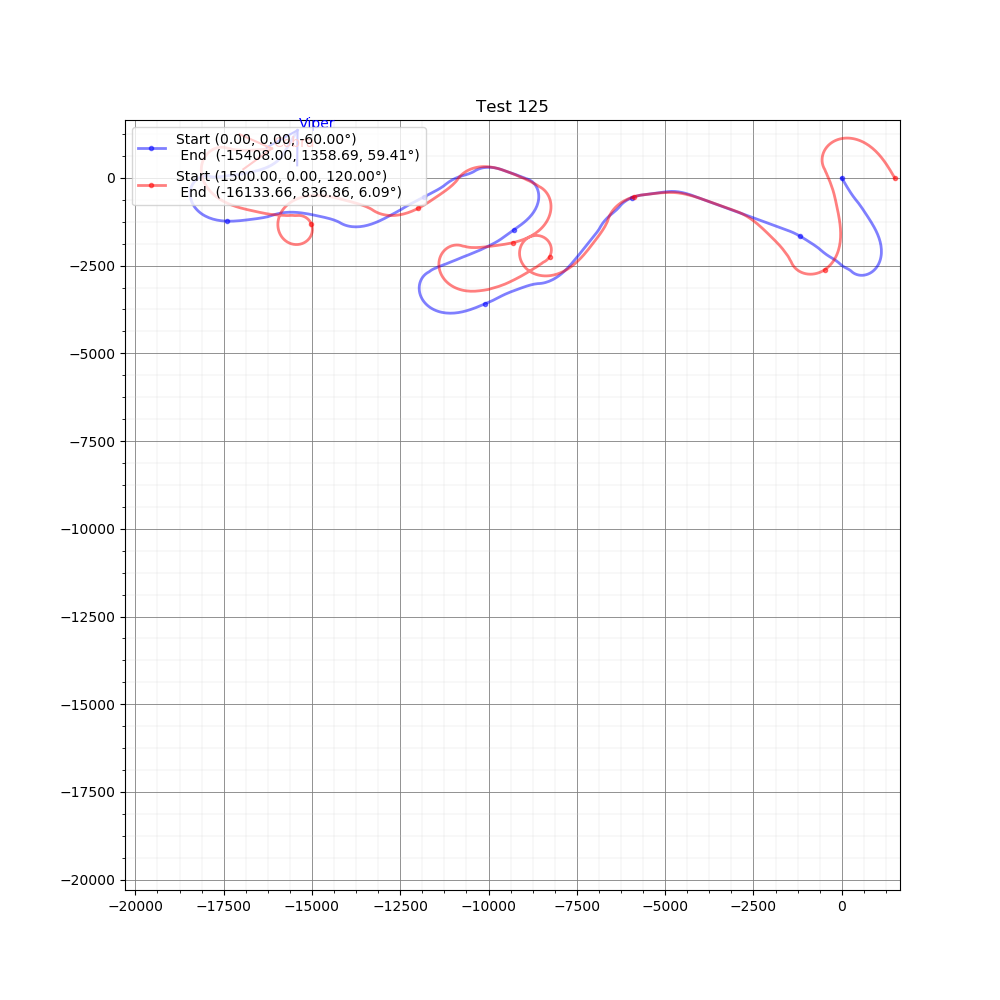 Test 125
Viper
Start (0.00, 0.00, -60.00°)
End (-15408.00, 1358.69, 59.41°)
Start (1500.00, 0.00, 120.00°)
End (-16133.66, 836.86, 6.09°)
0
−2500
−5000
−7500
−10000
−12500
−15000
−17500
−20000
−20000 −17500 −15000 −12500 −10000 −7500 −5000 −2500 0